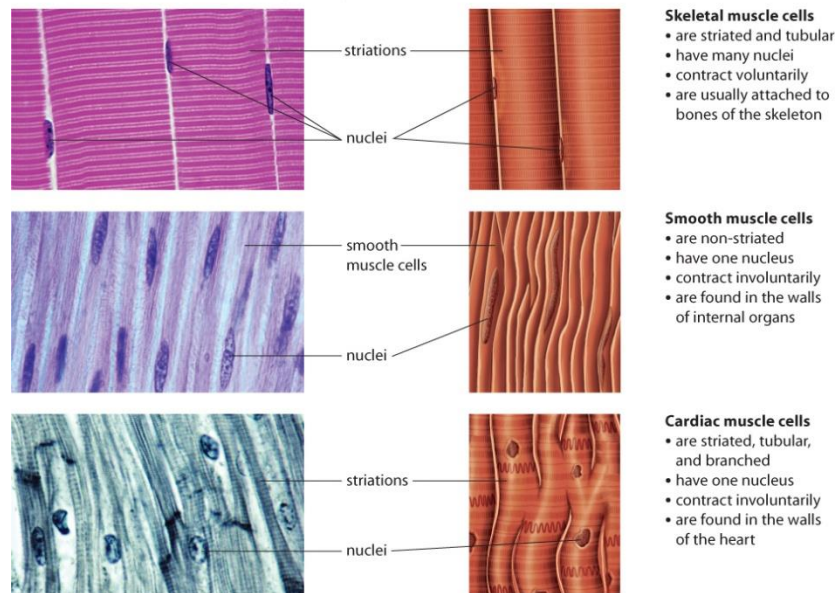 striations
nuclei
Skeletal muscle cells
• are striated and tubular
• have many nuclei
• contract voluntarily
• are usually attached to
bones of the skeleton
smooth
muscle cells
nuclei
Smooth muscle cells
• are non-striated
• have one nucleus
• contract involuntarily
• are found in the walls
of internal organs
striations
nuclei
Cardiac muscle cells
• are striated, tubular,
and branched
• have one nucleus
• contract involuntarily
• are found in the walls
of the heart